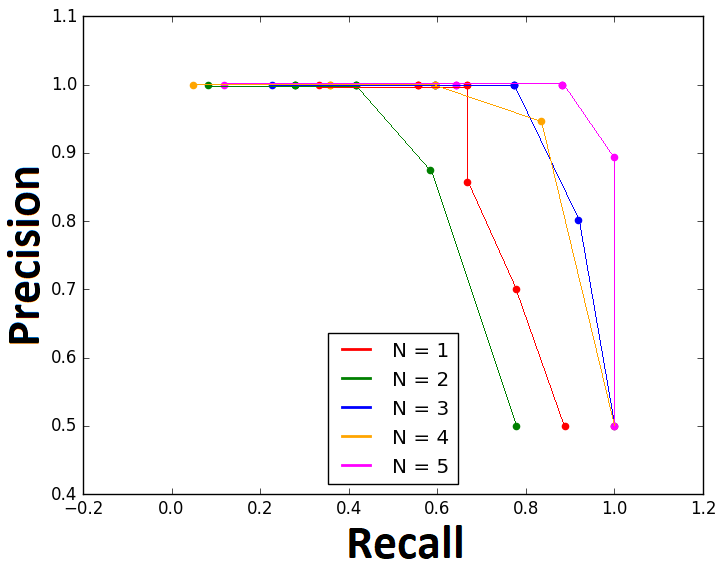 1.1
1.0
0.9
0.8
0.7
0.6
0.5
0.4
Precision
N = 1
N = 2
N = 3
N = 4
N = 5
−0.2 0.0 0.2 0.4 0.6 0.8 1.0 1.2
Recall